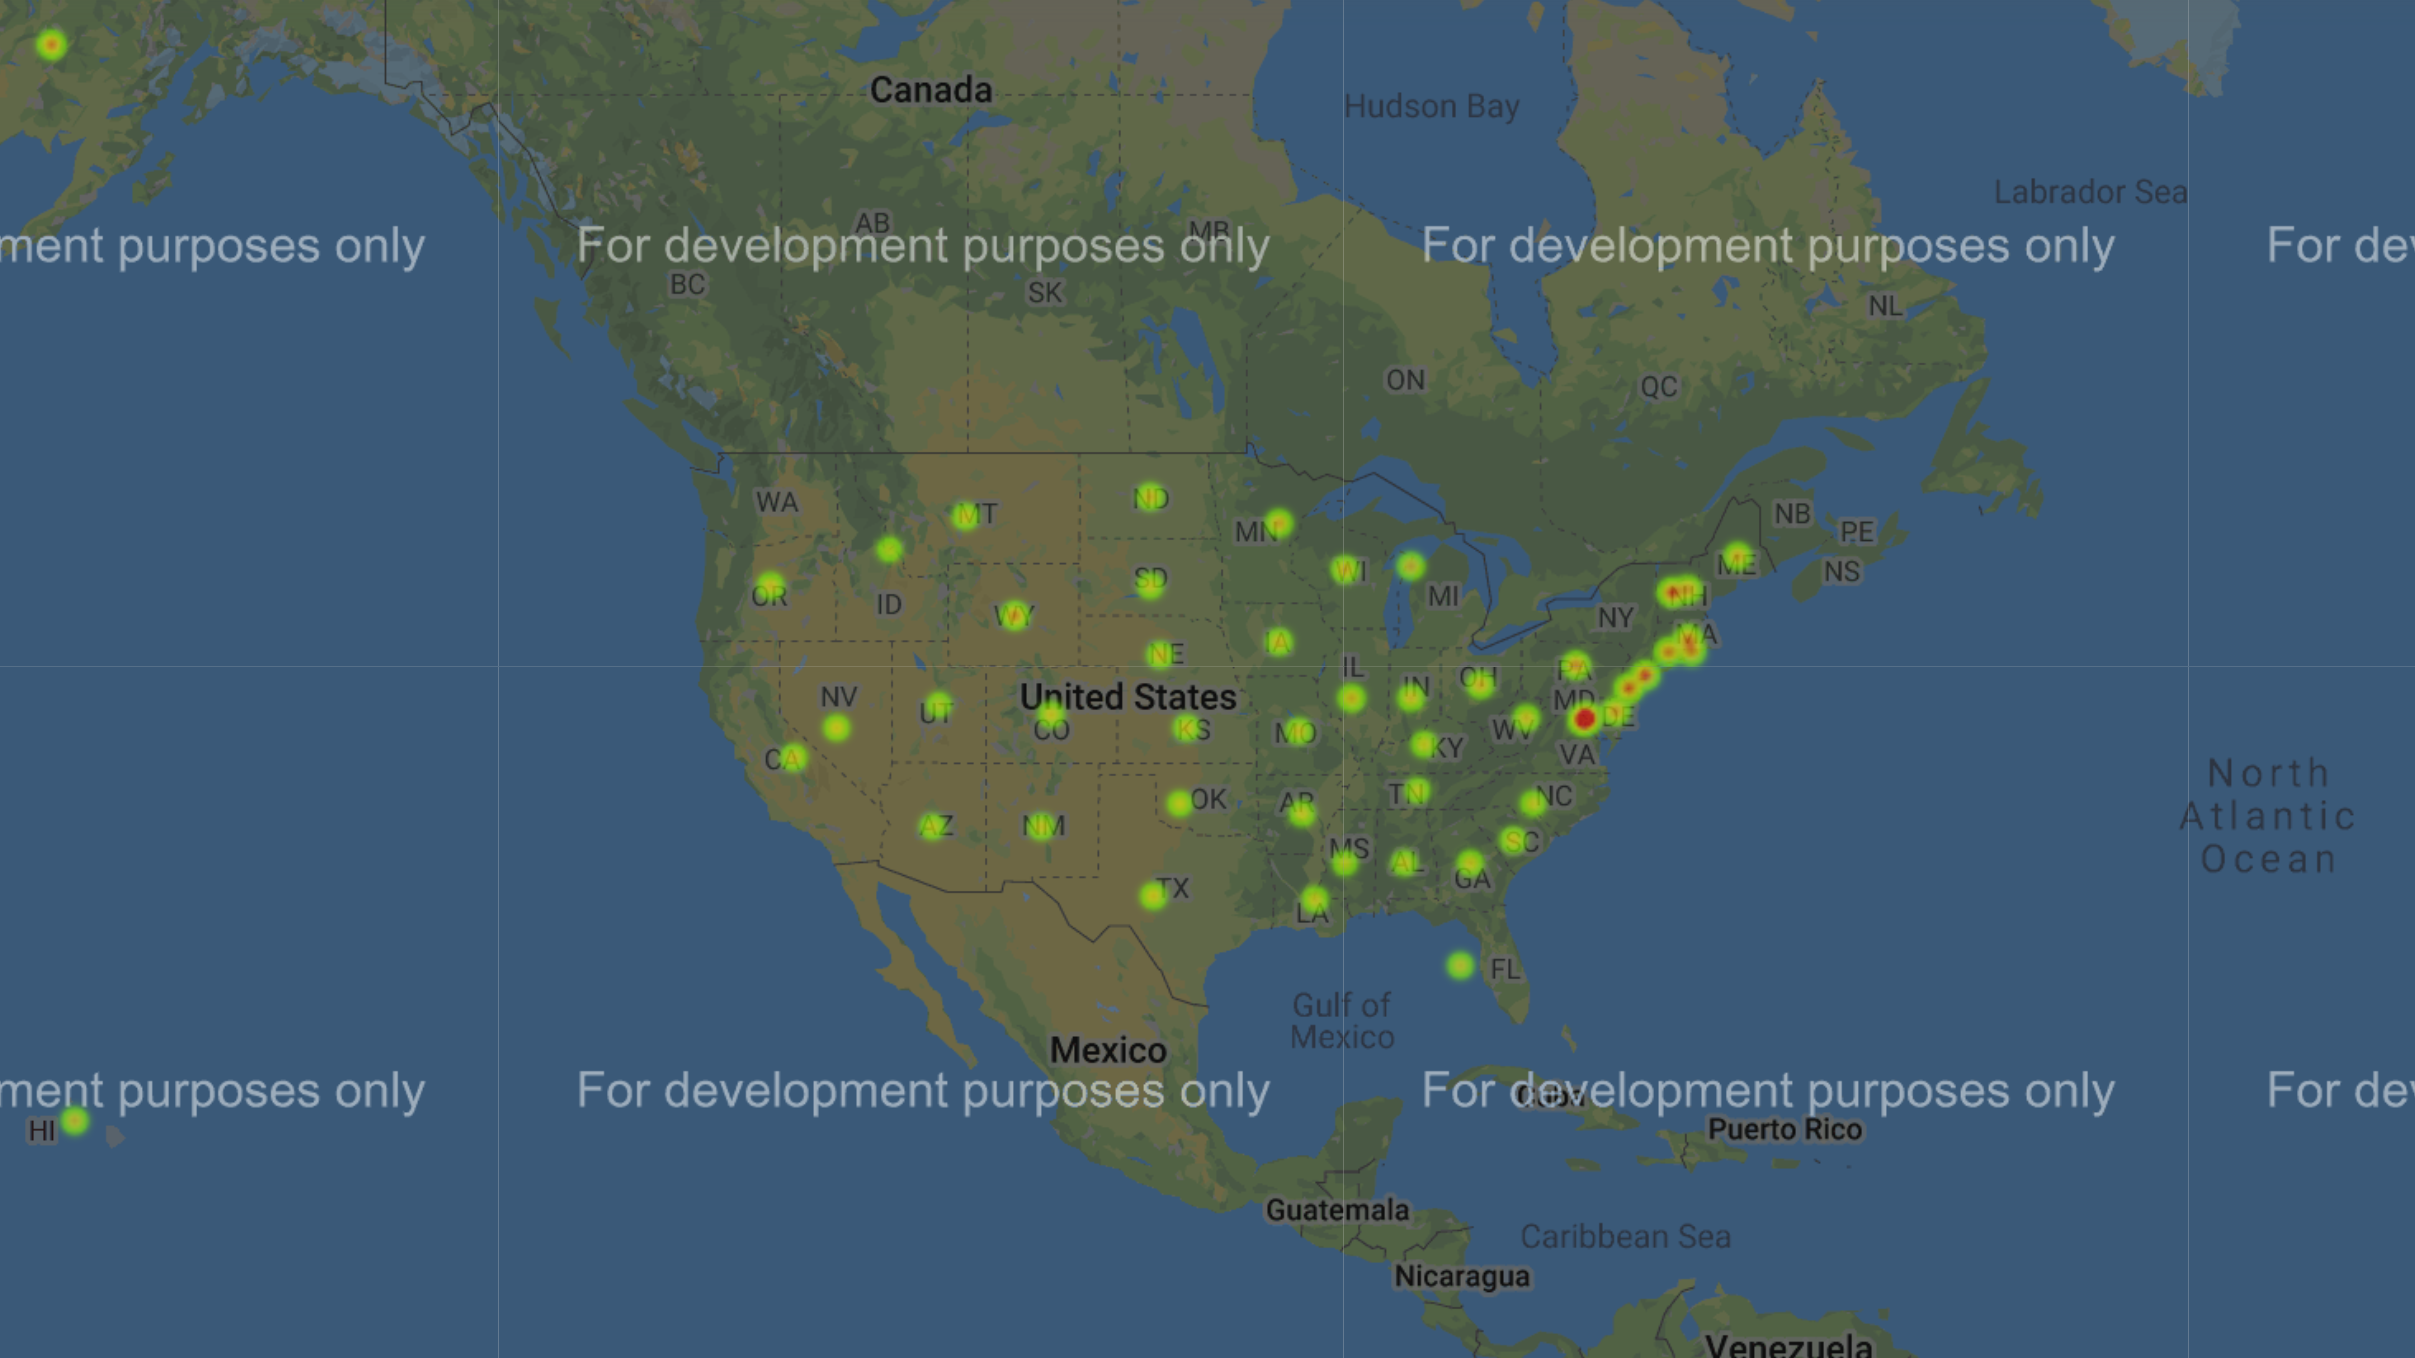 Canada
Hudson Bay
Labrador Sea
AB
MB
ment purposes only
For development purposes only
For development purposes only
For dev
BC
SK
NL
ON
QC
WA
MT
ND
MN
NB
PE
ME
NS
WI
MI
OR
ID
WY
SD
NH
NY
IA
MA
NE
IL
IN
OH
PA
NV
UT
United States
CO
KS
MO
MD
DE
WV
VA
CA
KY
North
Atlantic
Ocean
OK
AR
TN
NC
AZ
NM
MS
AL
SC
GA
TX
LA
FL
Gulf of
Mexico
Mexico
ment purposes only
For development purposes only
For development purposes only
For dev
Cuba
HI
Puerto Rico
Guatemala
Caribbean Sea
Nicaragua
Venezuela